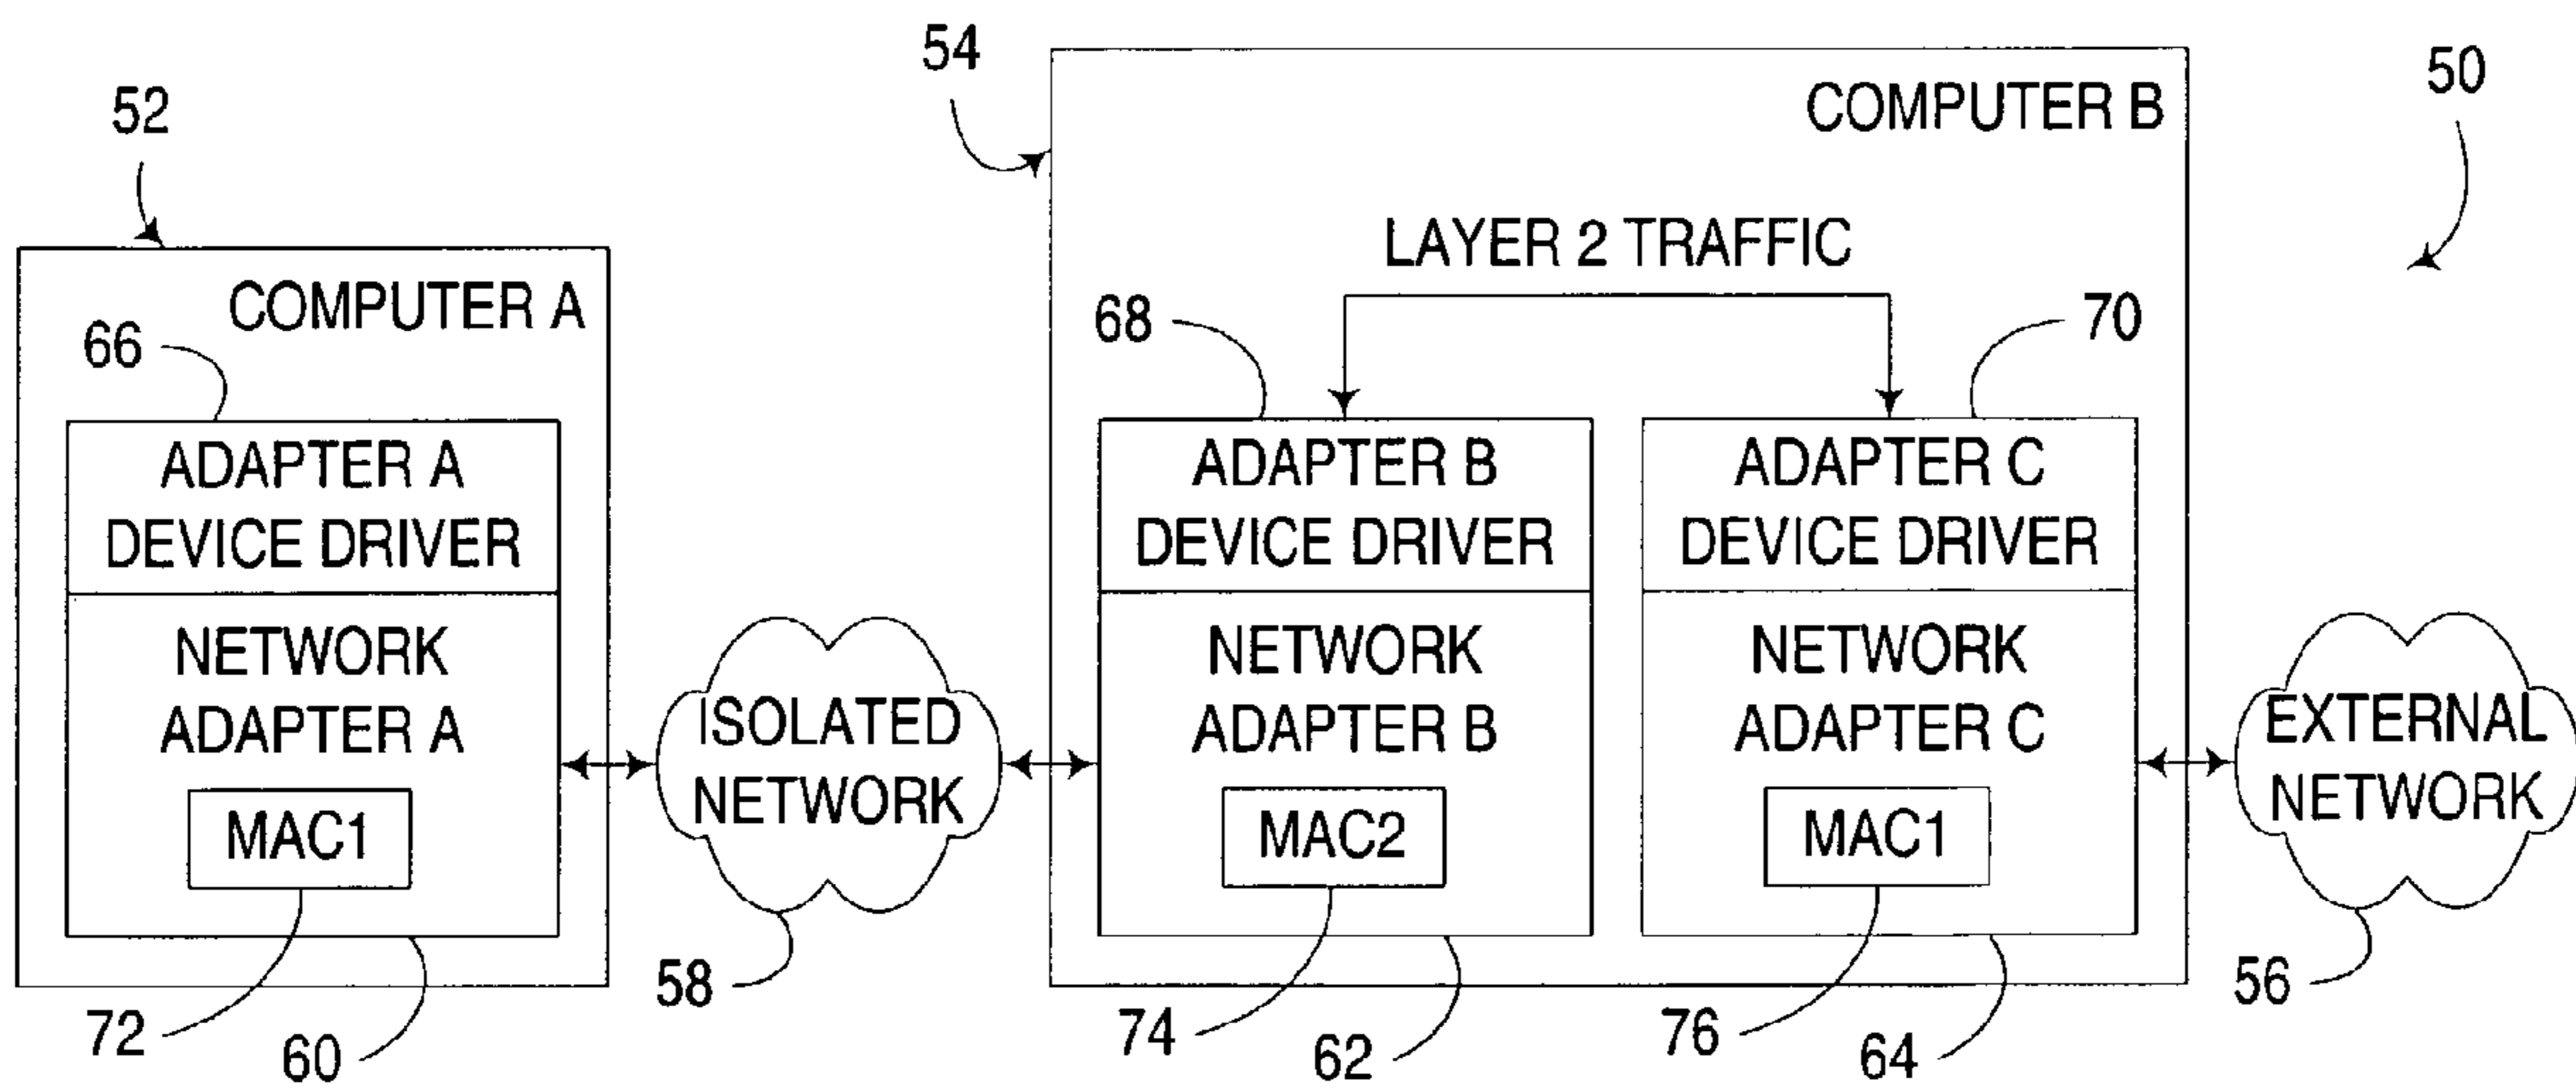 54
50
COMPUTER B
52
LAYER 2 TRAFFIC
COMPUTER A
68
70
66
ADAPTER A
DEVICE DRIVER
ADAPTER B
DEVICE DRIVER
ADAPTER C
DEVICE DRIVER
NETWORK
ADAPTER A
MAC1
ISOLATED
NETWORK
NETWORK
ADAPTER B
MAC2
NETWORK
ADAPTER C
MAC1
EXTERNAL
NETWORK
72
60
58
74
62
76
64
56